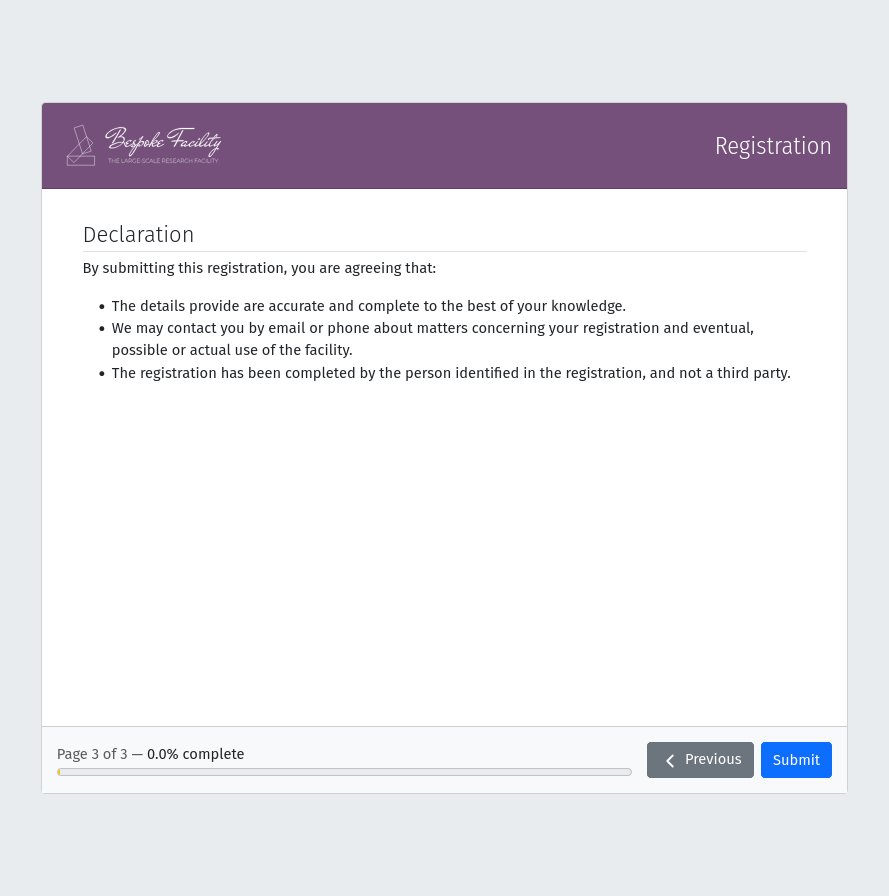 Bespoke Facility
THE LARGE-SCALE RESEARCH FACILITY
Registration
Declaration
By submitting this registration, you are agreeing that:
• The details provide are accurate and complete to the best of your knowledge.
• We may contact you by email or phone about matters concerning your registration and eventual,
possible or actual use of the facility.
• The registration has been completed by the person identified in the registration, and not a third party.
Page 3 of 3 — 0.0% complete
Previous
Submit